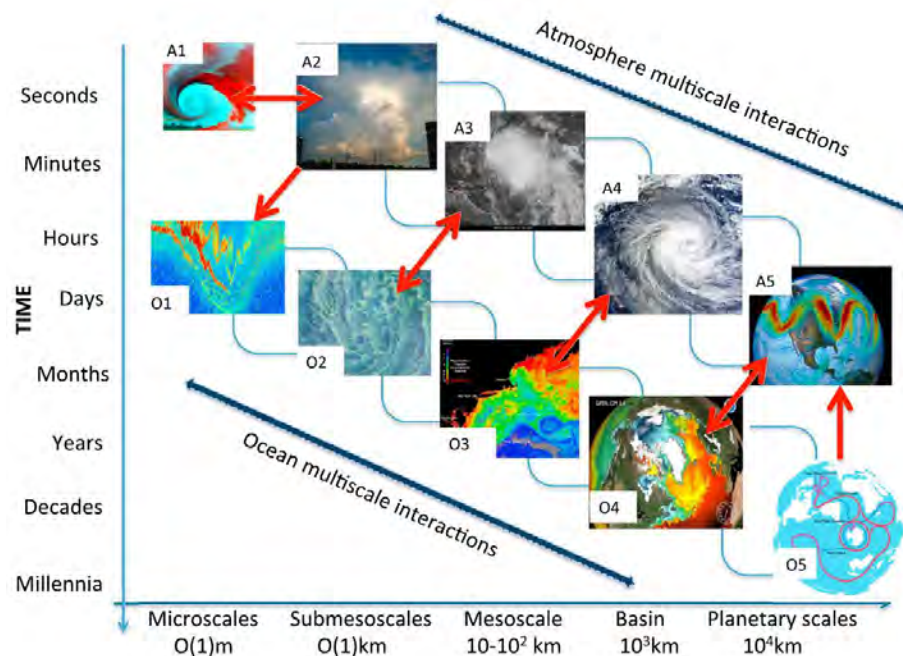 A1
A2
Atmosphere multiscale interactions
Seconds
A3
Minutes
A4
Hours
O1
TIME
Days
A5
O2
Months
O3
Years
Ocean multiscale interactions
Decades
O4
O5
Millennia
Microscales
O(1)m
Submesoscales
O(1)km
Mesoscale
10-10² km
Basin
10³km
Planetary scales
10⁴km